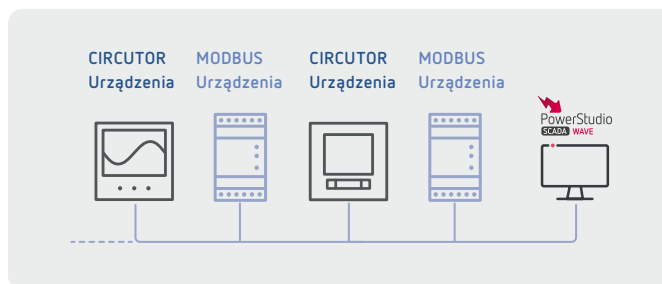 CIRCUTOR
Urządzenia
MODBUS
Urządzenia
CIRCUTOR
Urządzenia
MODBUS
Urządzenia
PowerStudio
SCADA WAVE